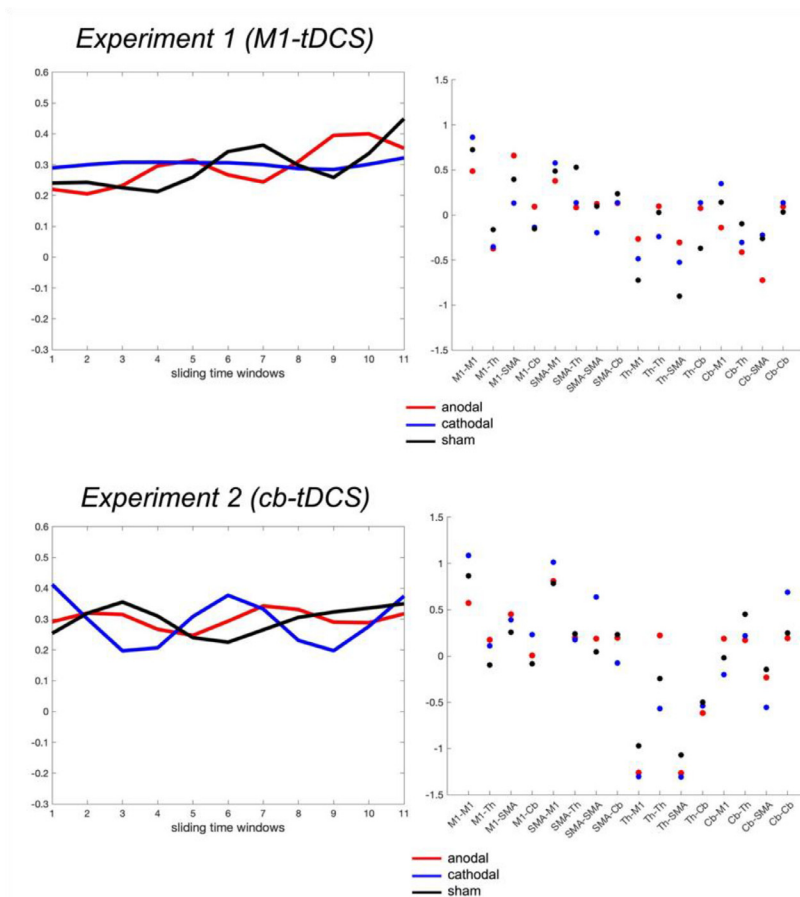 Experiment 1 (M1-tDCS)
0.6
0.5
0.4
0.3
0.2
0.1
0
-0.1
-0.2
-0.3
1 2 3 4 5 6 7 8 9 10 11
sliding time windows
1.5
1
0.5
0
-0.5
-1
-1.5
M1-M1 M1-Th M1-SMA M1-Cb SMA-M1 SMA-Th SMA-SMA SMA-Cb Th-M1 Th-Th Th-SMA Th-Cb Cb-M1 Cb-Th Cb-SMA Cb-Cb
anodal
cathodal
sham
Experiment 2 (cb-tDCS)
0.6
0.5
0.4
0.3
0.2
0.1
0
-0.1
-0.2
-0.3
1 2 3 4 5 6 7 8 9 10 11
sliding time windows
1.5
1
0.5
0
-0.5
-1
-1.5
M1-M1 M1-Th M1-SMA M1-Cb SMA-M1 SMA-Th SMA-SMA SMA-Cb Th-M1 Th-Th Th-SMA Th-Cb Cb-M1 Cb-Th Cb-SMA Cb-Cb
anodal
cathodal
sham